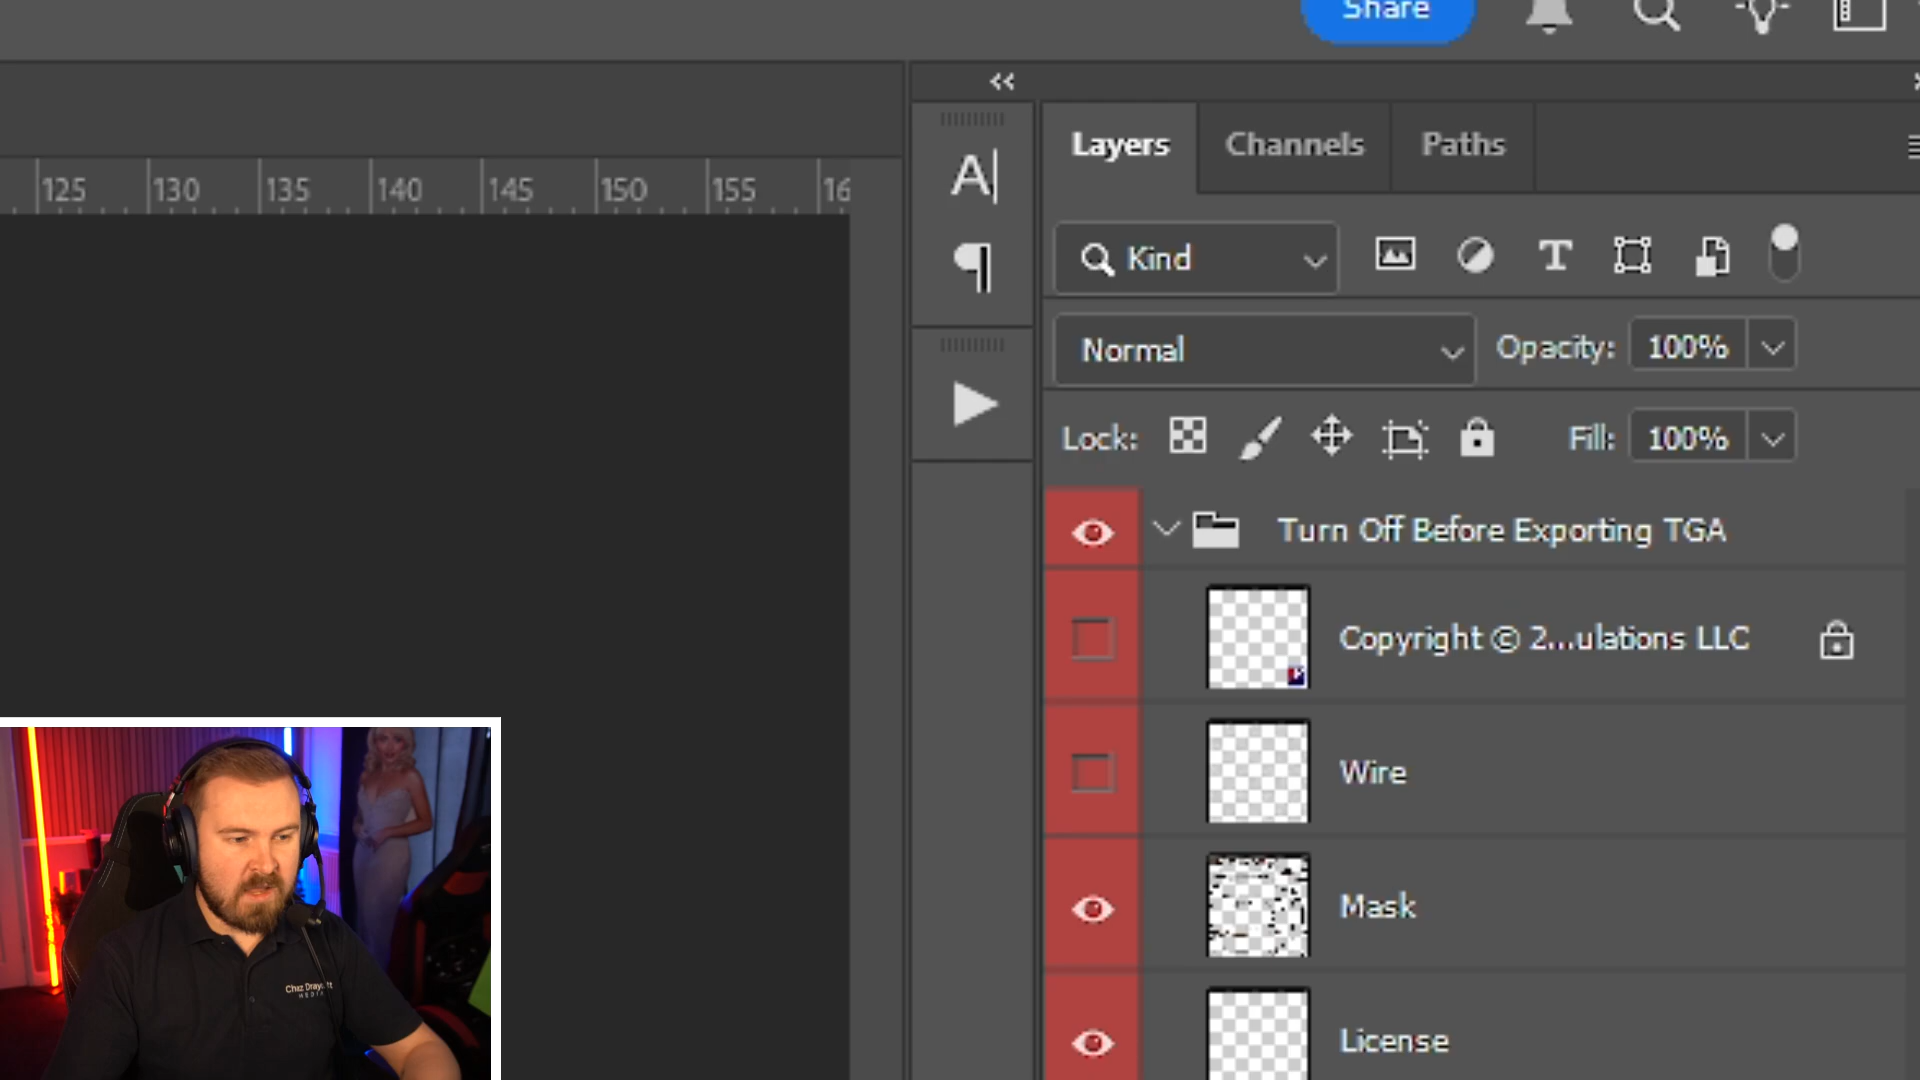 Share
Layers Channels Paths
125 130 135 140 145 150 155 16
Kind
Normal Opacity: 100%
Lock: Fill: 100%
Turn Off Before Exporting TGA
Copyright © 2...ulations LLC
Wire
Mask
License
MEDIA